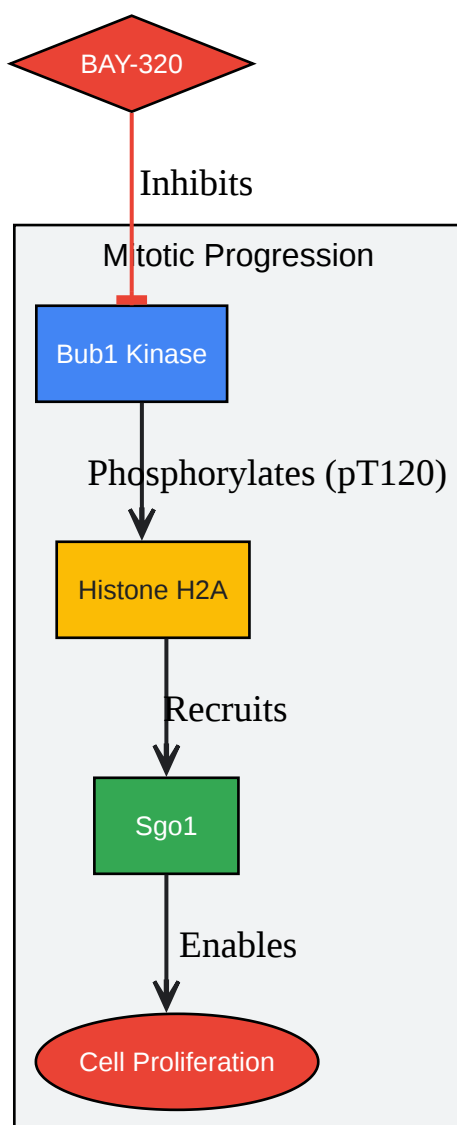 BAY-320
Inhibits
Mitotic Progression
Bub1 Kinase
Phosphorylates (pT120)
Histone H2A
Recruits
Sgo1
Enables
Cell Proliferation